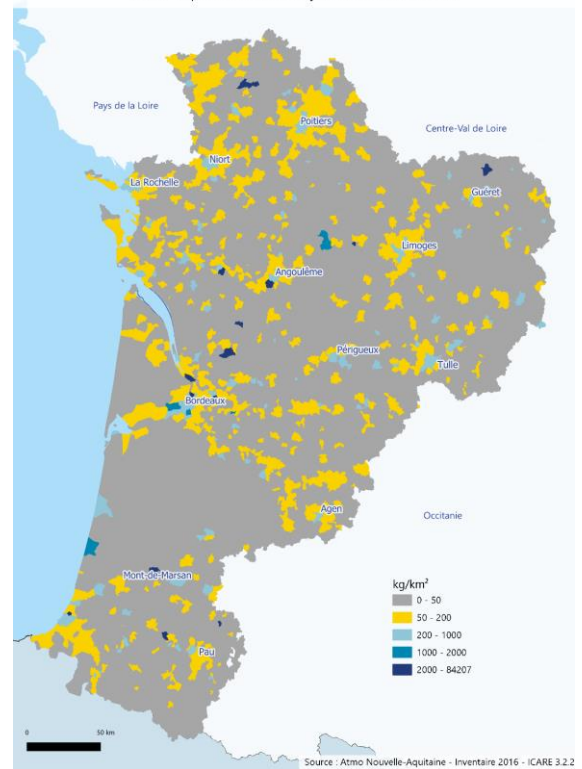 Pays de la Loire
Centre-Val de Loire
Poitiers
Niort
La Rochelle
Guéret
Limoges
Angoulême
Périgueux
Tulle
Bordeaux
Agen
Occitanie
Mont-de-Marsan
Pau
kg/km²
0 - 50
50 - 200
200 - 1000
1000 - 2000
2000 - 84207
0 50 km
Source : Atmo Nouvelle-Aquitaine - Inventaire 2016 - ICARE 3.2.2